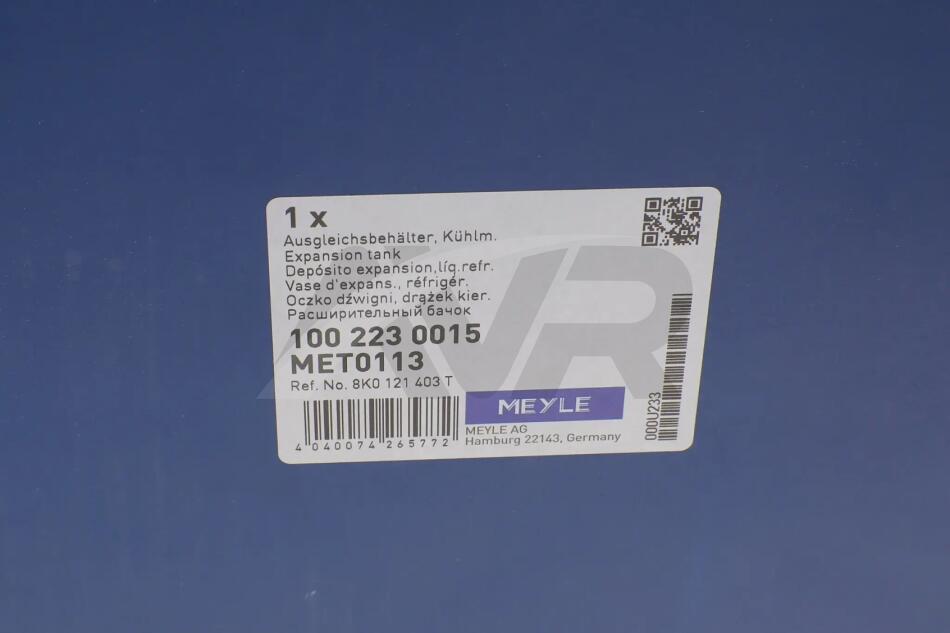 1 x
Ausgleichsbehälter, Kühlm.
Expansion tank
Depósito expansion,líq.refr.
Vase d'expans., réfrigér.
Oczko dźwigni, drążek kier.
Расширительный бачок
100 223 0015
MET0113
Ref. No. 8K0 121 403 T
MEYLE
MEYLE AG
Hamburg 22143, Germany
4 040074 265772
000U233
VR